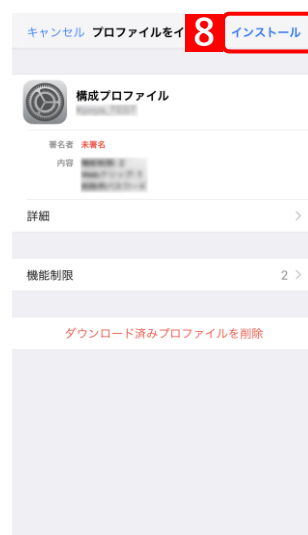 キャンセル プロファイルをイ 8 インストール
構成プロファイル
署名者 未署名
内容
詳細
機能制限 2
ダウンロード済みプロファイルを削除